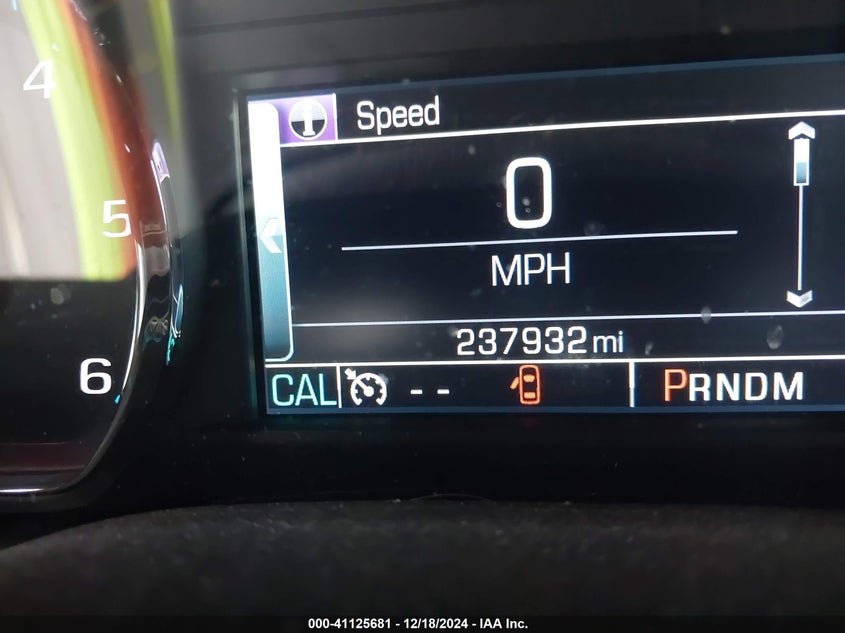 4
5
6
i Speed
0
MPH
237932 mi
CAL -- PRNDM
000-41125681 - 12/18/2024 - IAA Inc.